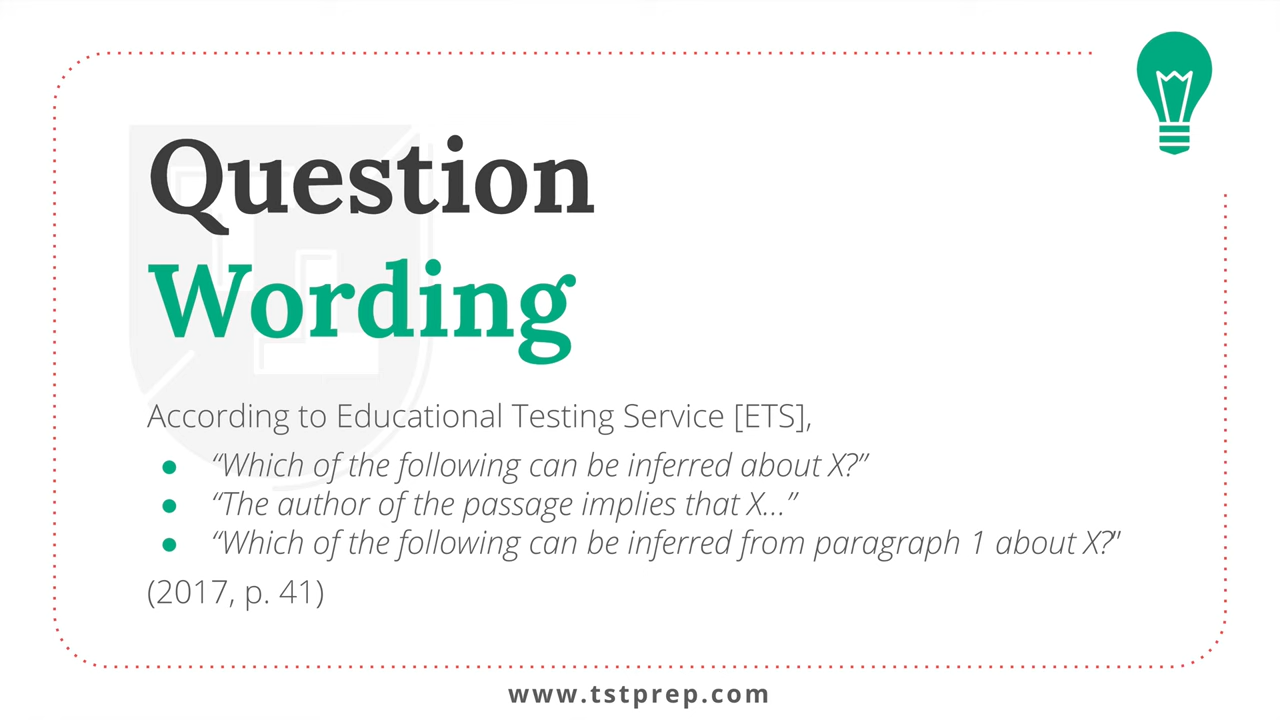 Question
Wording
According to Educational Testing Service [ETS],
● “Which of the following can be inferred about X?”
● “The author of the passage implies that X...”
● “Which of the following can be inferred from paragraph 1 about X?”
(2017, p. 41)
www.tstprep.com